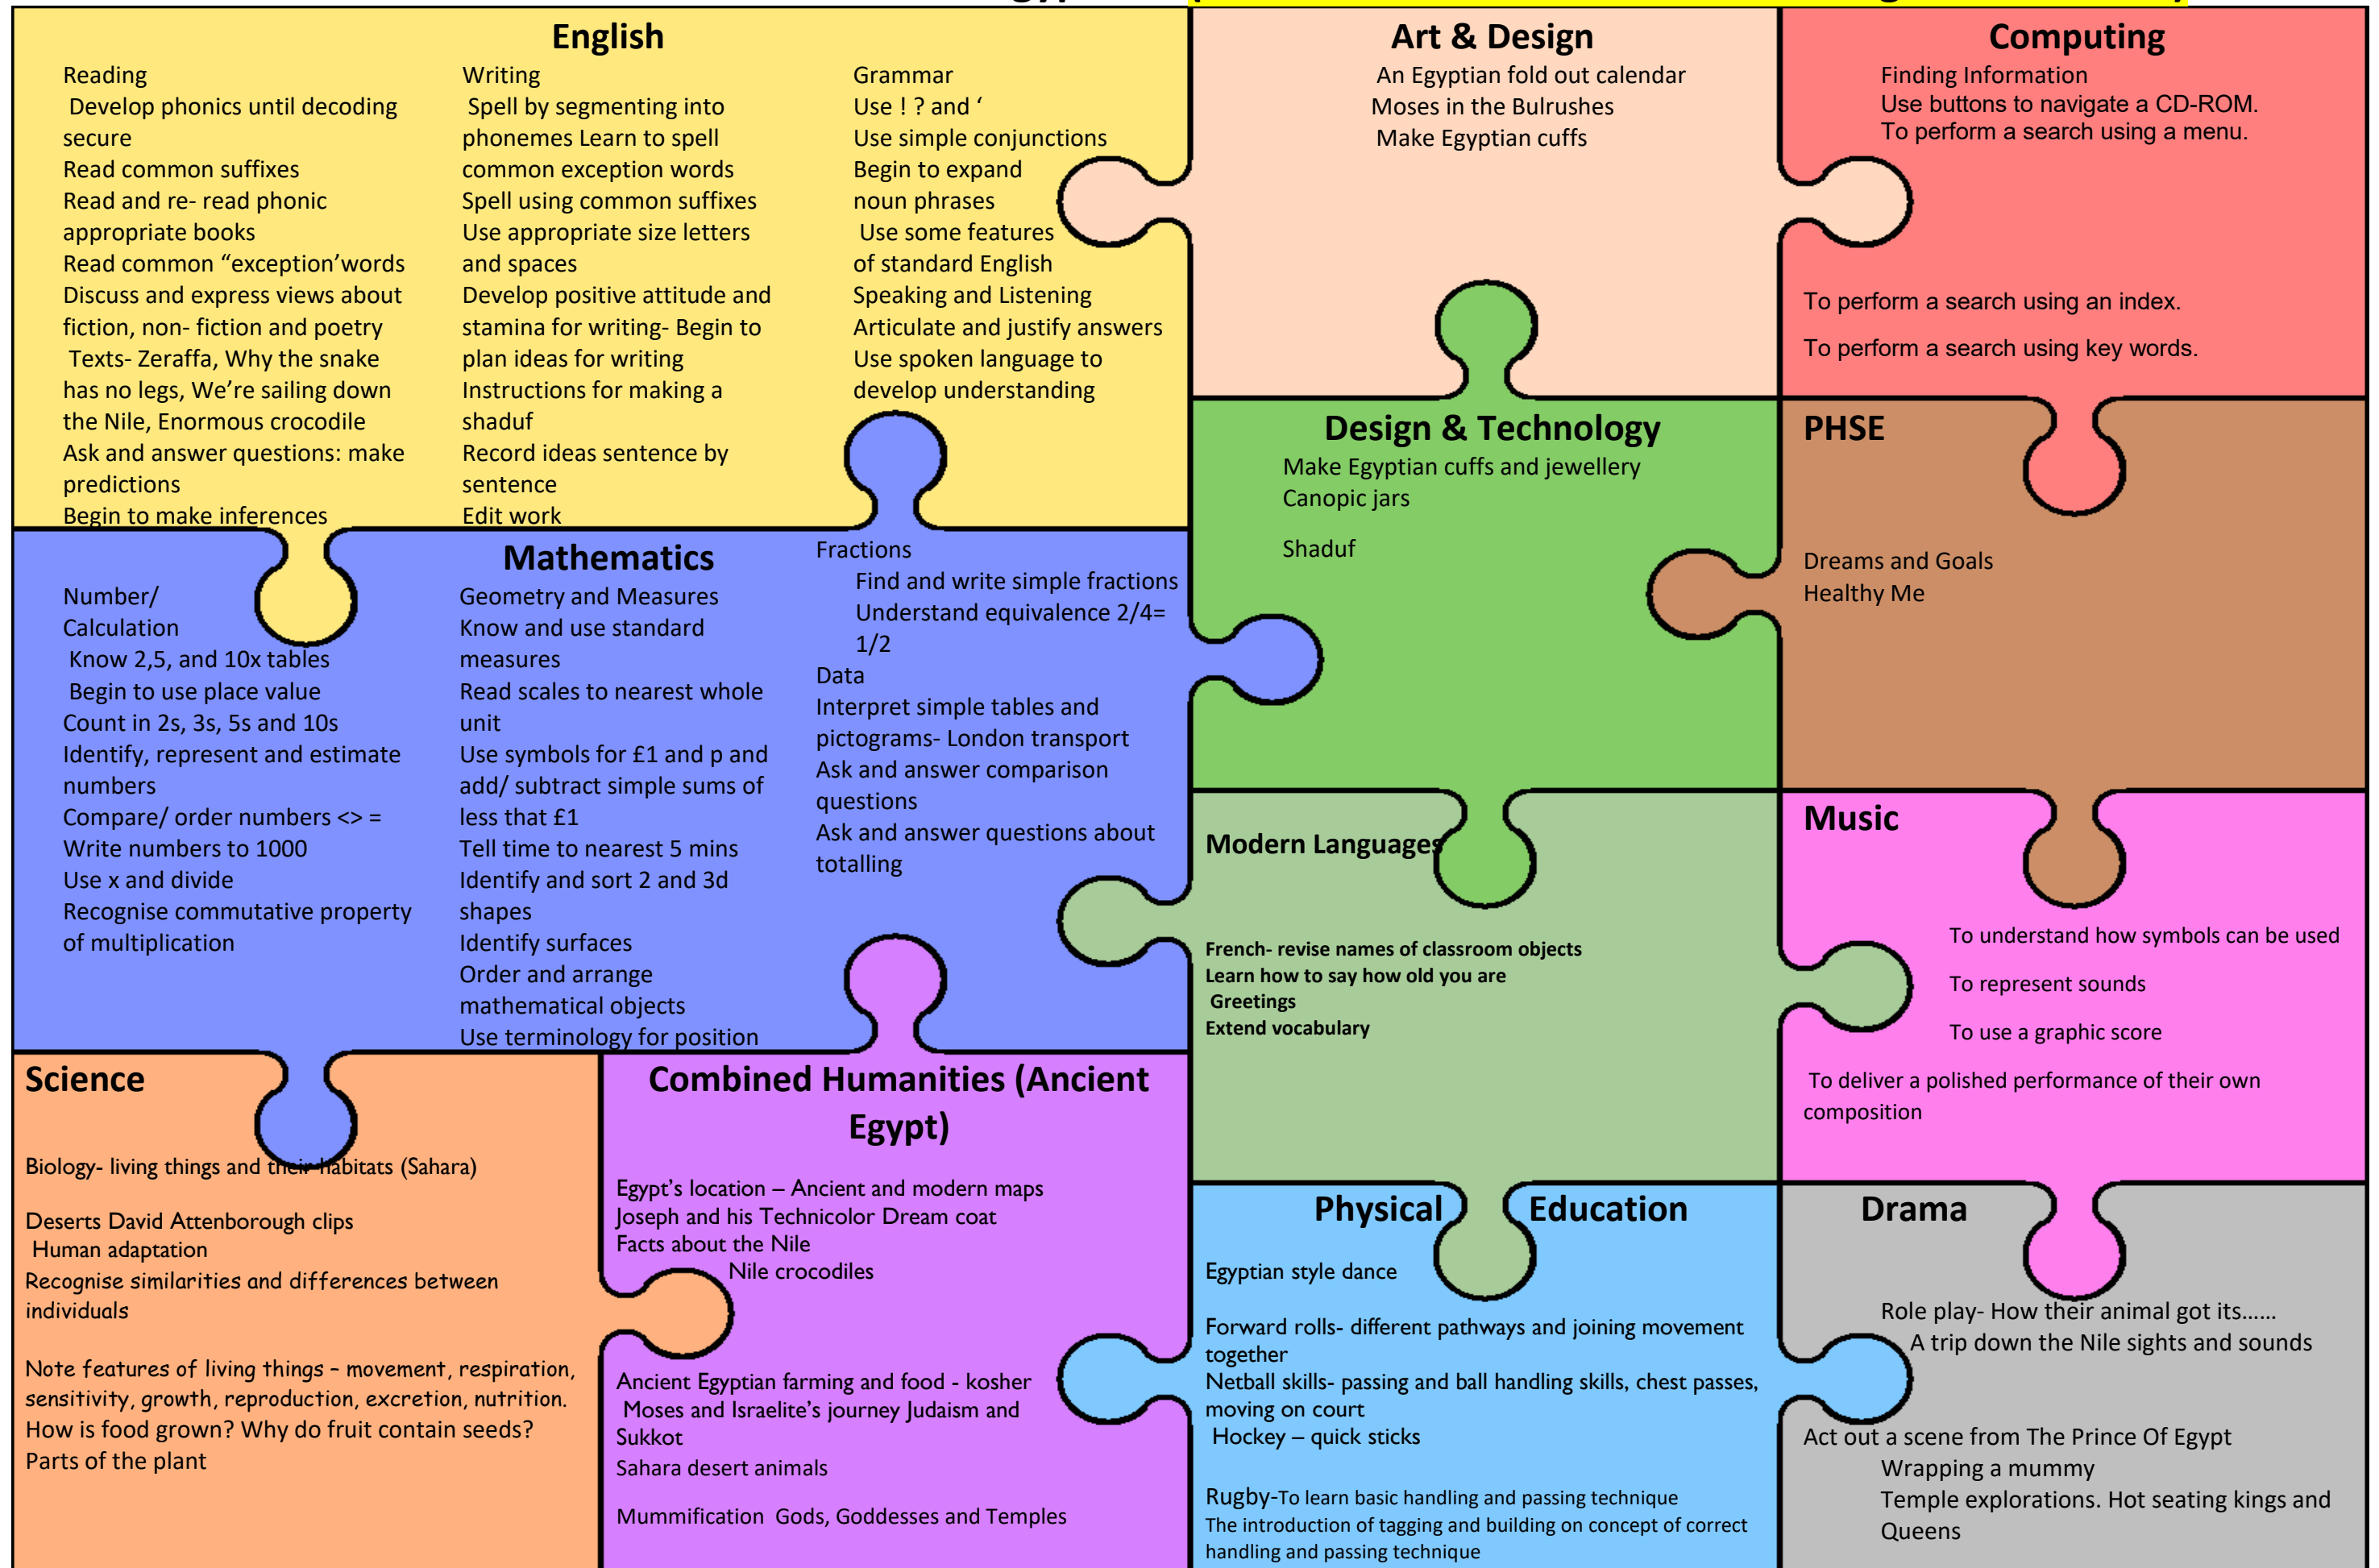 English
Reading
Develop phonics until decoding
secure
Read common suffixes
Read and re- read phonic
appropriate books
Read common “exception’words
Discuss and express views about
fiction, non- fiction and poetry
Texts- Zeraffa, Why the snake
has no legs, We’re sailing down
the Nile, Enormous crocodile
Ask and answer questions: make
predictions
Begin to make inferences
Writing
Spell by segmenting into
phonemes Learn to spell
common exception words
Spell using common suffixes
Use appropriate size letters
and spaces
Develop positive attitude and
stamina for writing- Begin to
plan ideas for writing
Instructions for making a
shaduf
Record ideas sentence by
sentence
Edit work
Grammar
Use ! ? and ‘
Use simple conjunctions
Begin to expand
noun phrases
Use some features
of standard English
Speaking and Listening
Articulate and justify answers
Use spoken language to
develop understanding
Art & Design
An Egyptian fold out calendar
Moses in the Bulrushes
Make Egyptian cuffs
Computing
Finding Information
Use buttons to navigate a CD-ROM.
To perform a search using a menu.
To perform a search using an index.
To perform a search using key words.
Design & Technology
Make Egyptian cuffs and jewellery
Canopic jars
Shaduf
PHSE
Dreams and Goals
Healthy Me
Mathematics
Number/
Calculation
Know 2,5, and 10x tables
Begin to use place value
Count in 2s, 3s, 5s and 10s
Identify, represent and estimate
numbers
Compare/ order numbers <> =
Write numbers to 1000
Use x and divide
Recognise commutative property
of multiplication
Geometry and Measures
Know and use standard
measures
Read scales to nearest whole
unit
Use symbols for £1 and p and
add/ subtract simple sums of
less that £1
Tell time to nearest 5 mins
Identify and sort 2 and 3d
shapes
Identify surfaces
Order and arrange
mathematical objects
Use terminology for position
Fractions
Find and write simple fractions
Understand equivalence 2/4=
1/2
Data
Interpret simple tables and
pictograms- London transport
Ask and answer comparison
questions
Ask and answer questions about
totalling
Modern Languages
French- revise names of classroom objects
Learn how to say how old you are
Greetings
Extend vocabulary
Music
To understand how symbols can be used
To represent sounds
To use a graphic score
To deliver a polished performance of their own
composition
Science
Biology- living things and their habitats (Sahara)
Deserts David Attenborough clips
Human adaptation
Recognise similarities and differences between
individuals
Note features of living things – movement, respiration,
sensitivity, growth, reproduction, excretion, nutrition.
How is food grown? Why do fruit contain seeds?
Parts of the plant
Combined Humanities (Ancient
Egypt)
Egypt’s location – Ancient and modern maps
Joseph and his Technicolor Dream coat
Facts about the Nile
Nile crocodiles
Ancient Egyptian farming and food - kosher
Moses and Israelite’s journey Judaism and
Sukkot
Sahara desert animals
Mummification Gods, Goddesses and Temples
Physical Education
Egyptian style dance
Forward rolls- different pathways and joining movement
together
Netball skills- passing and ball handling skills, chest passes,
moving on court
Hockey – quick sticks
Rugby-To learn basic handling and passing technique
The introduction of tagging and building on concept of correct
handling and passing technique
Drama
Role play- How their animal got its……
A trip down the Nile sights and sounds
Act out a scene from The Prince Of Egypt
Wrapping a mummy
Temple explorations. Hot seating kings and
Queens